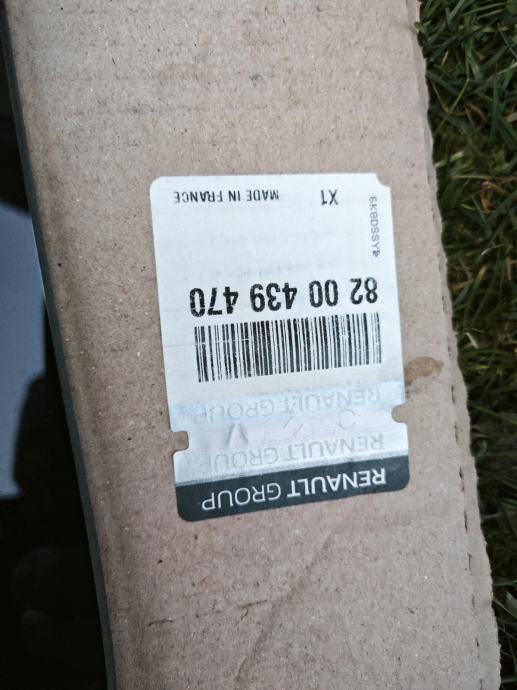 RENAULT GROUP
RENAULT GROUP
RENAULT GROUP
82 00 439 470
X1 MADE IN FRANCE